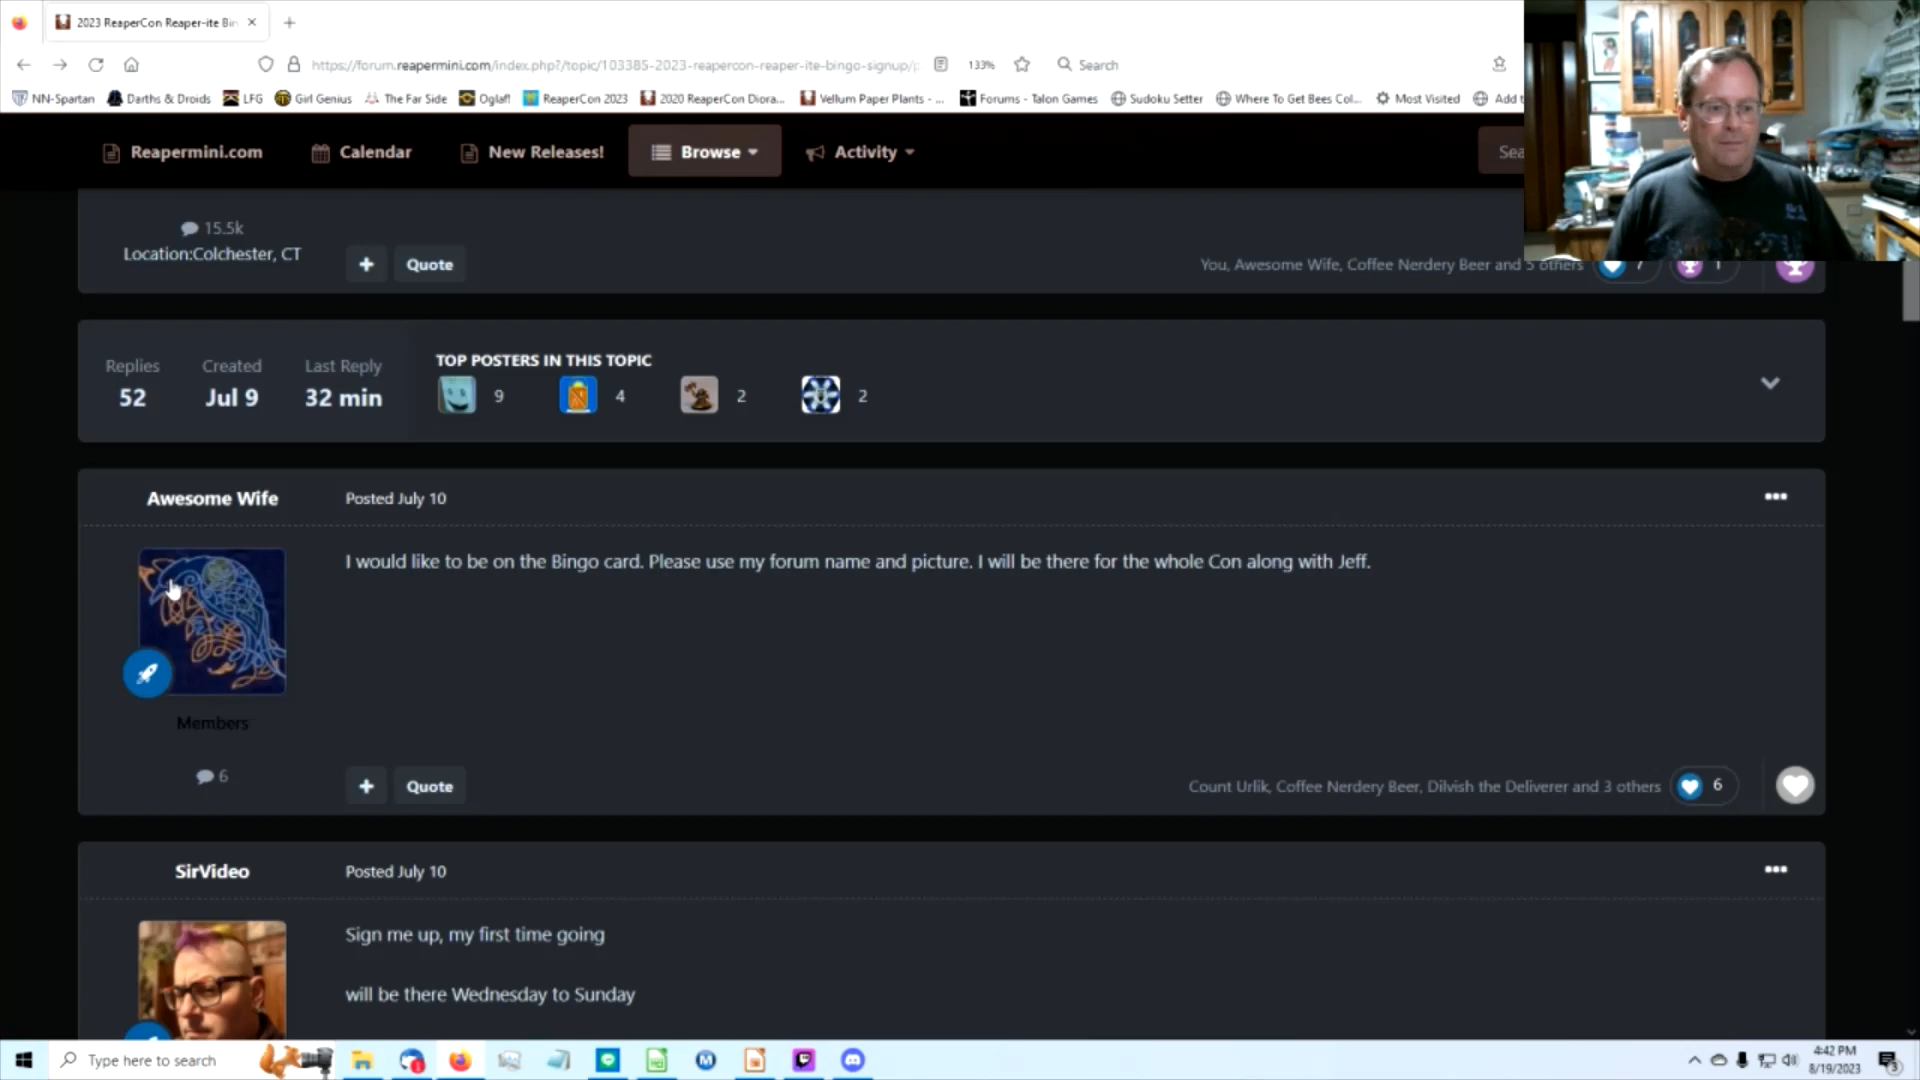 2023 ReaperCon Reaper-ite Bin
https://forum.reapermini.com/index.php?/topic/103385-2023-reapercon-reaper-ite-bingo-signup/
133%
Search
NN-Spartan
Darths & Droids
LFG
Girl Genius
The Far Side
Oglaf!
ReaperCon 2023
2020 ReaperCon Diora...
Vellum Paper Plants - ...
Forums - Talon Games
Sudoku Setter
Where To Get Bees Col...
Most Visited
Add t
Reapermini.com
Calendar
New Releases!
Browse
Activity
Sea
15.5k
Location:Colchester, CT
+ Quote
You, Awesome Wife, Coffee Nerdery Beer and 5 others
7
1
Replies
52
Created
Jul 9
Last Reply
32 min
TOP POSTERS IN THIS TOPIC
9
4
2
2
Awesome Wife
Posted July 10
I would like to be on the Bingo card. Please use my forum name and picture. I will be there for the whole Con along with Jeff.
Members
6
+ Quote
Count Urlik, Coffee Nerdery Beer, Dilvish the Deliverer and 3 others
6
SirVideo
Posted July 10
Sign me up, my first time going
will be there Wednesday to Sunday
Type here to search
4:42 PM
8/19/2023
3